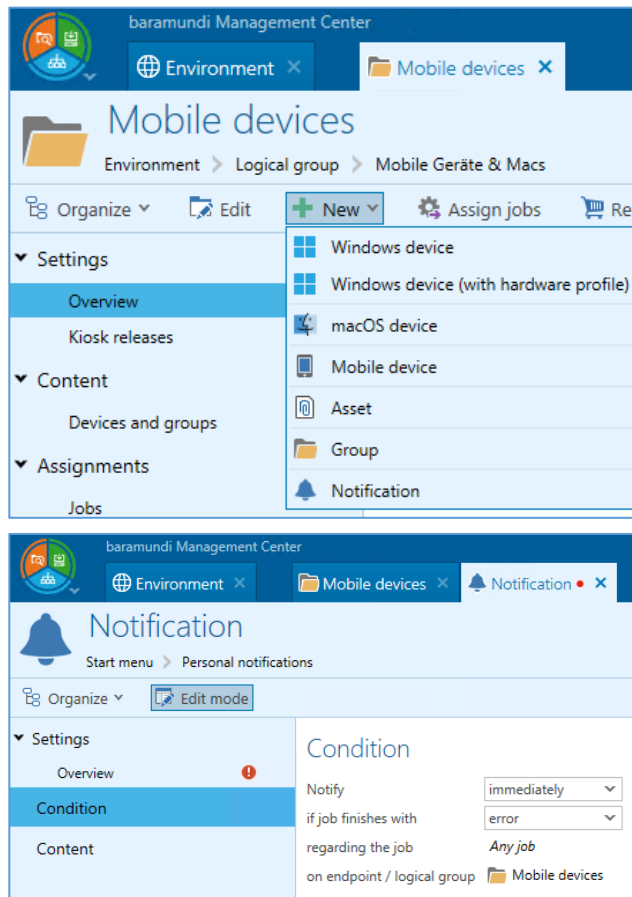 baramundi Management Center
Environment
Mobile devices
Mobile devices
Environment > Logical group > Mobile Geräte & Macs
Organize
Edit
New
Assign jobs
Re
Settings
Overview
Kiosk releases
Content
Devices and groups
Assignments
Jobs
Windows device
Windows device (with hardware profile)
macOS device
Mobile device
Asset
Group
Notification
baramundi Management Center
Environment
Mobile devices
Notification
Notification
Start menu > Personal notifications
Organize
Edit mode
Settings
Overview
Condition
Content
Condition
Notify immediately
if job finishes with error
regarding the job Any job
on endpoint / logical group Mobile devices